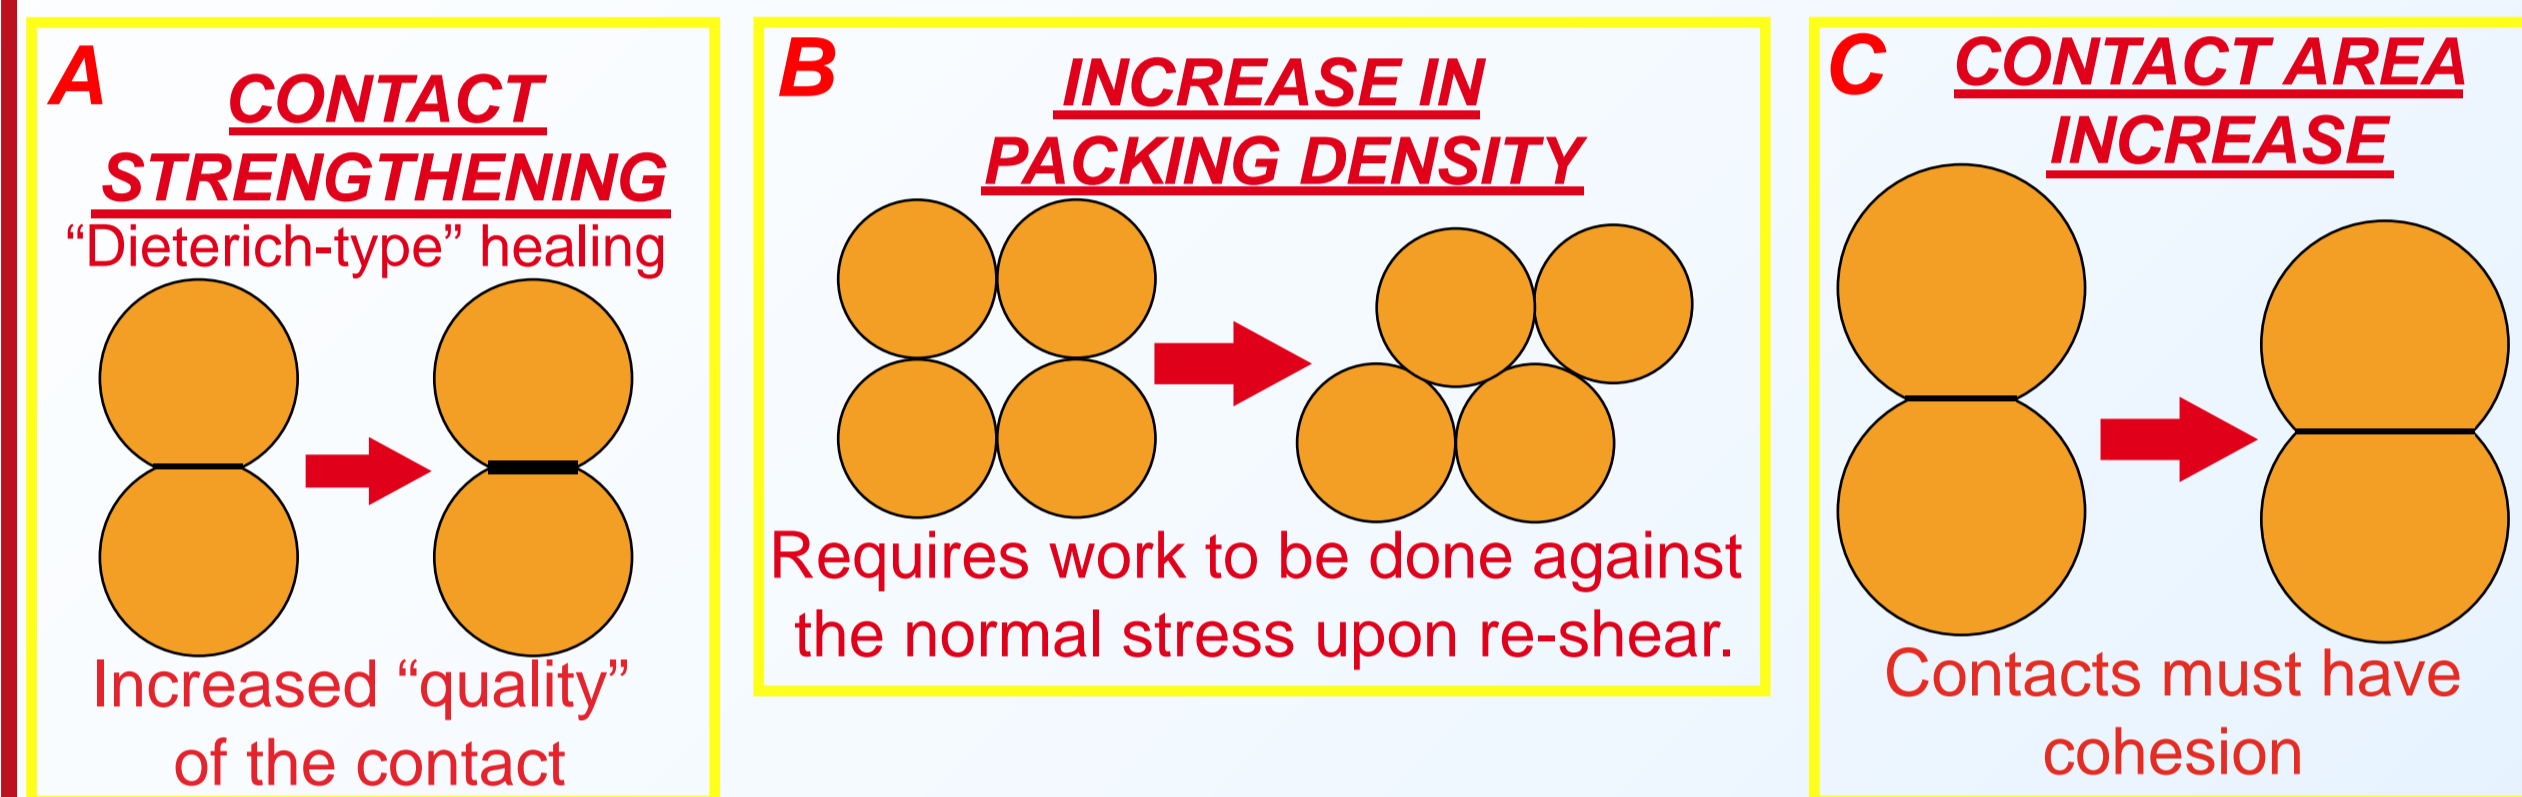 A
CONTACT
STRENGTHENING
“Dieterich-type” healing
Increased “quality”
of the contact
B
INCREASE IN
PACKING DENSITY
Requires work to be done against
the normal stress upon re-shear.
C
CONTACT AREA
INCREASE
Contacts must have
cohesion